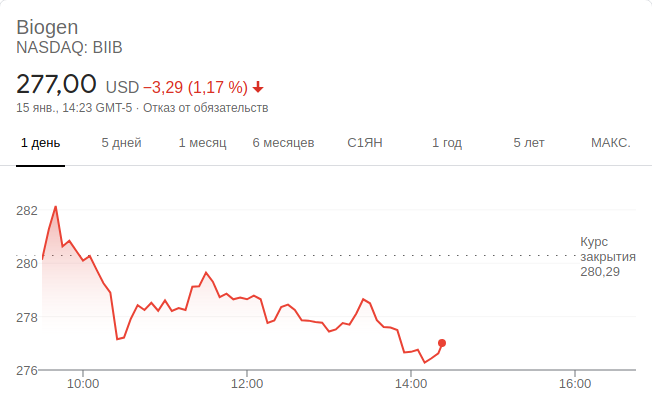 Biogen
NASDAQ: BIIB
277,00 USD −3,29 (1,17 %)
15 янв., 14:23 GMT-5 · Отказ от обязательств
1 день 5 дней 1 месяц 6 месяцев С1ЯН 1 год 5 лет МАКС.
282
Курс
закрытия
280,29
280
278
276
10:00 12:00 14:00 16:00